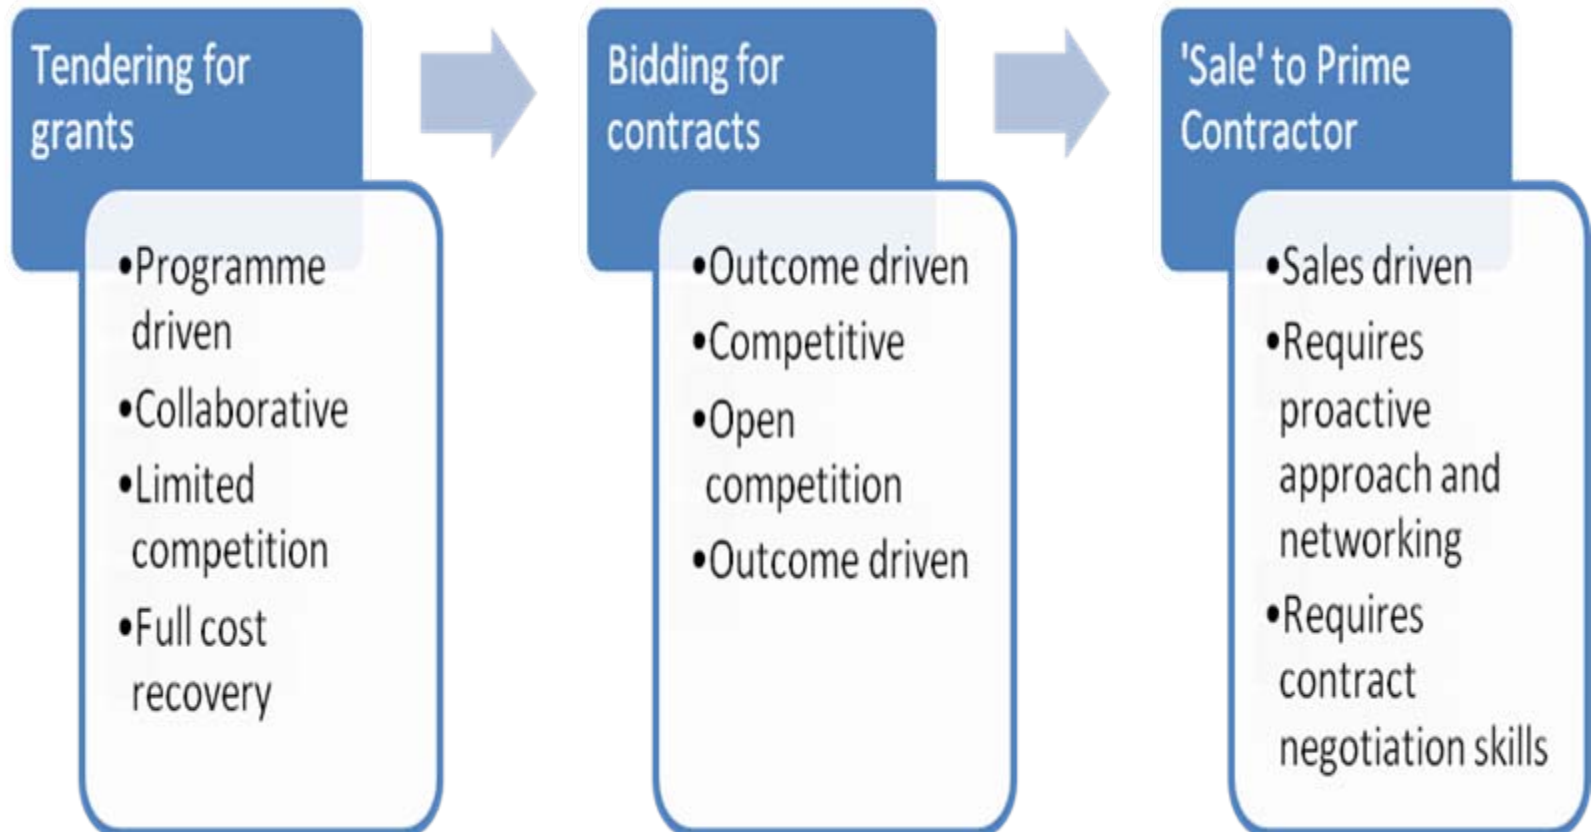 Tendering for
grants
•Programme
driven
•Collaborative
•Limited
competition
•Full cost
recovery
Bidding for
contracts
•Outcome driven
•Competitive
•Open
competition
•Outcome driven
'Sale' to Prime
Contractor
•Sales driven
•Requires
proactive
approach and
networking
•Requires
contract
negotiation skills